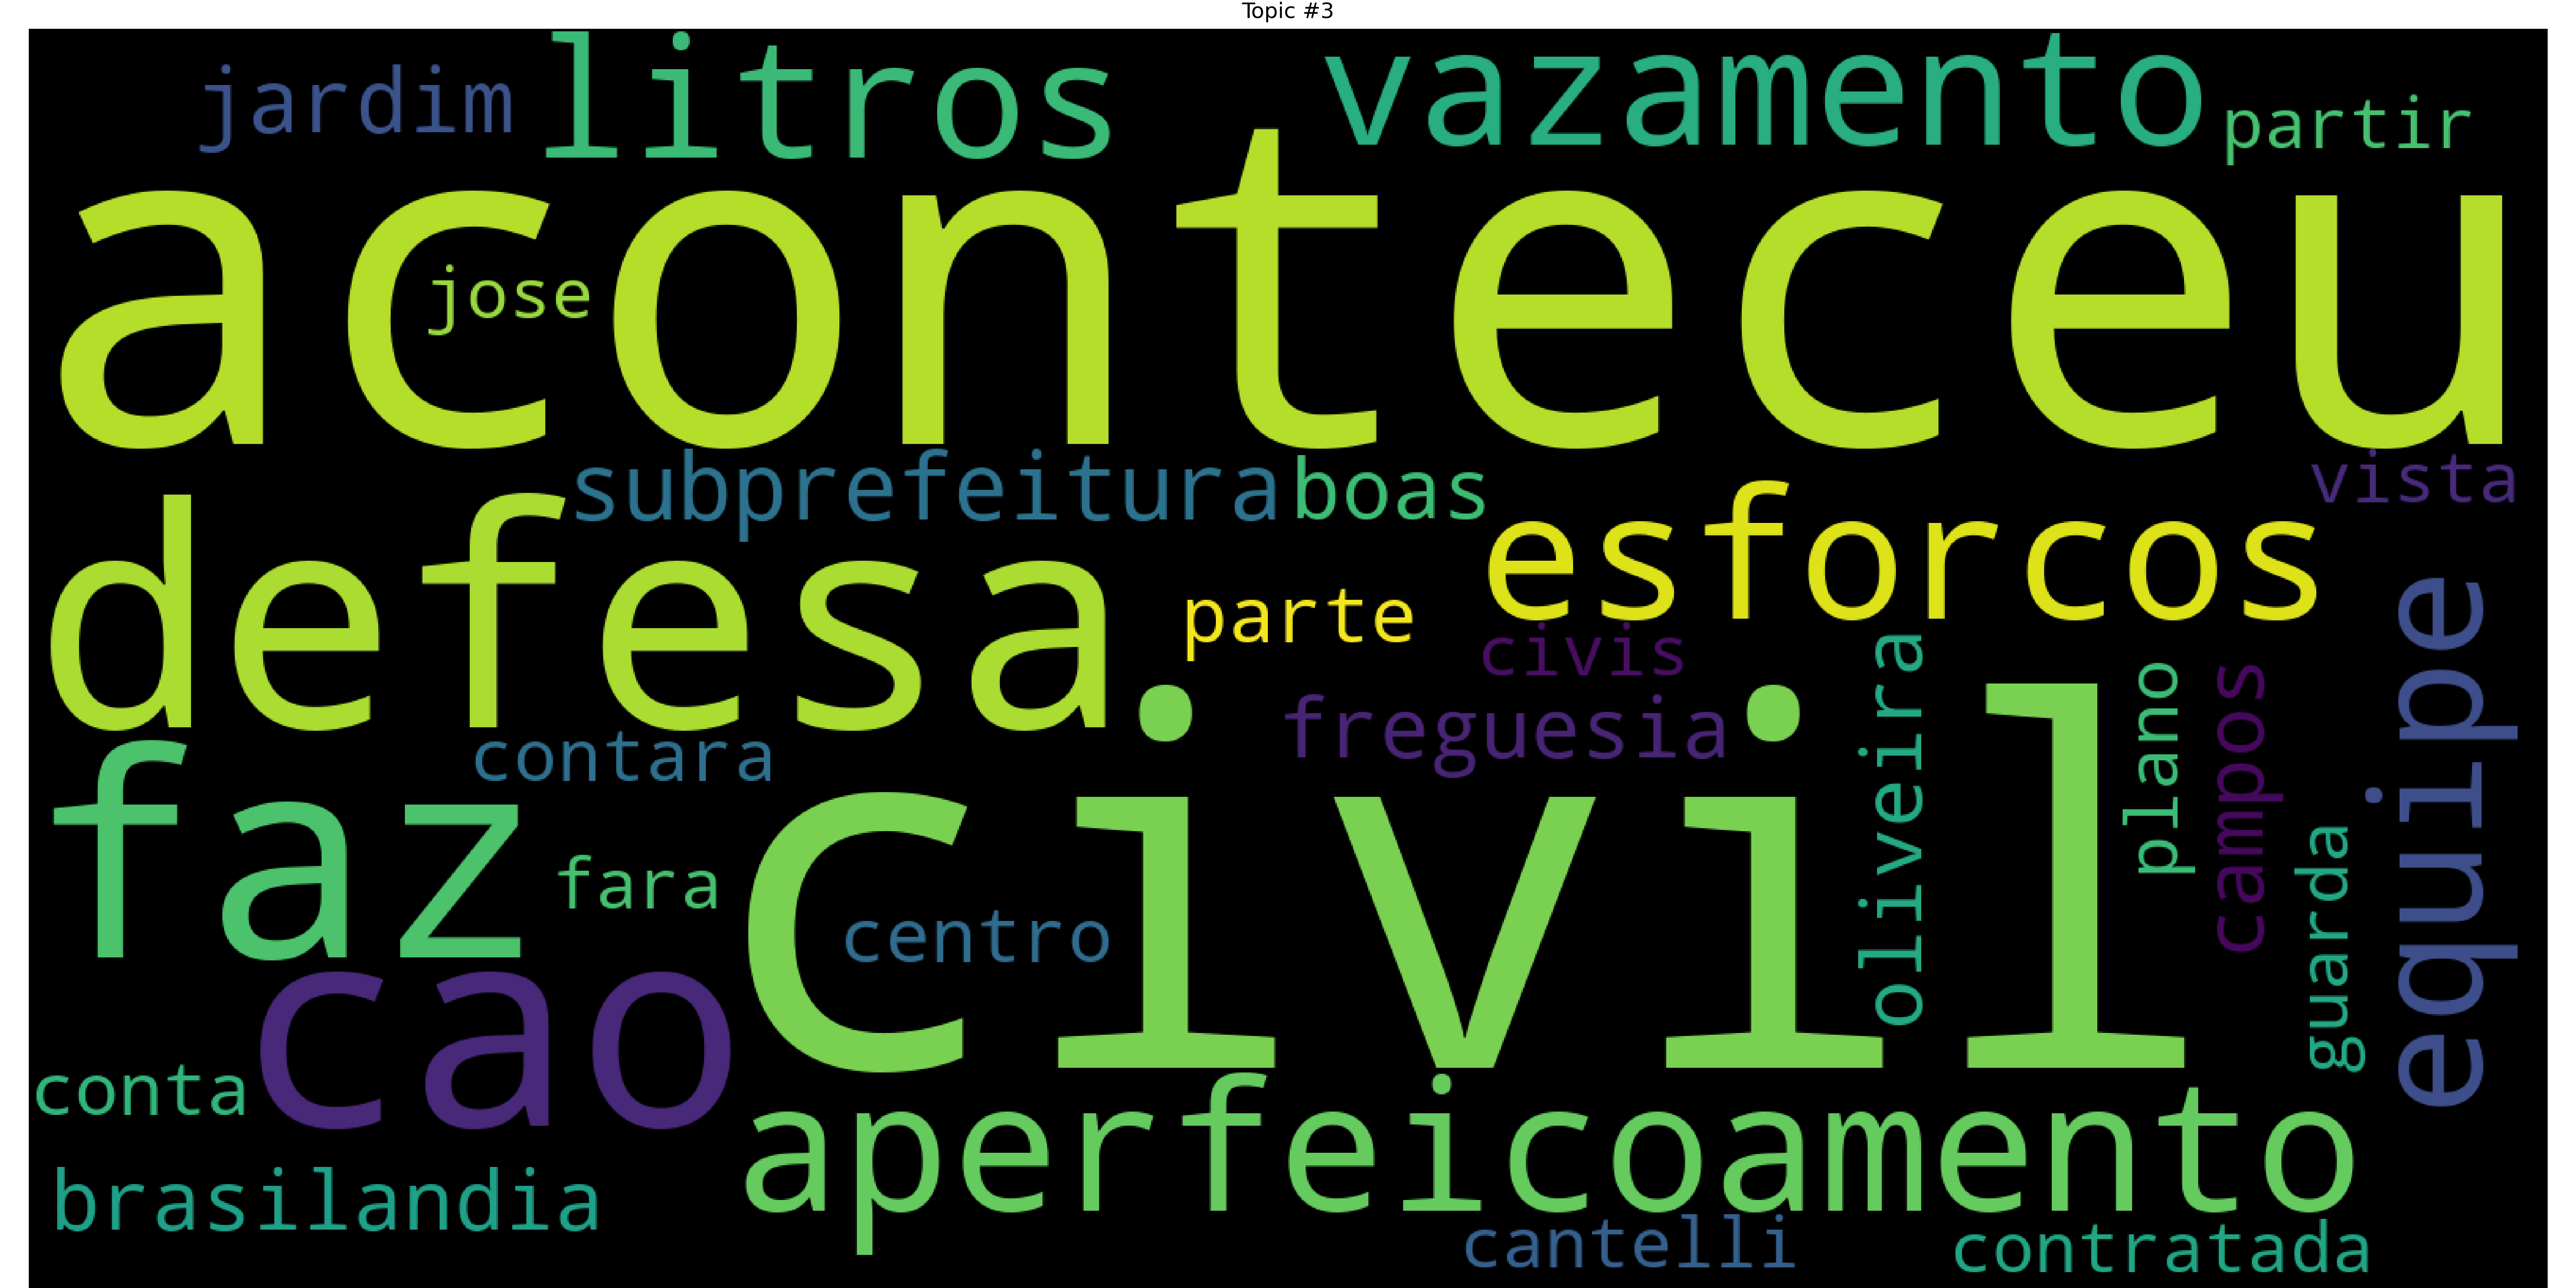 Topic #3
jardim
litros
vazamento
partir
aconteceu
jose
subprefeitura
boas
vista
defesa
esforcos
parte
civis
freguesia
contara
faz
civil
oliveira
plano
campos
guarda
equipe
fara
centro
cao
conta
aperfeicoamento
brasilandia
cantelli
contratada